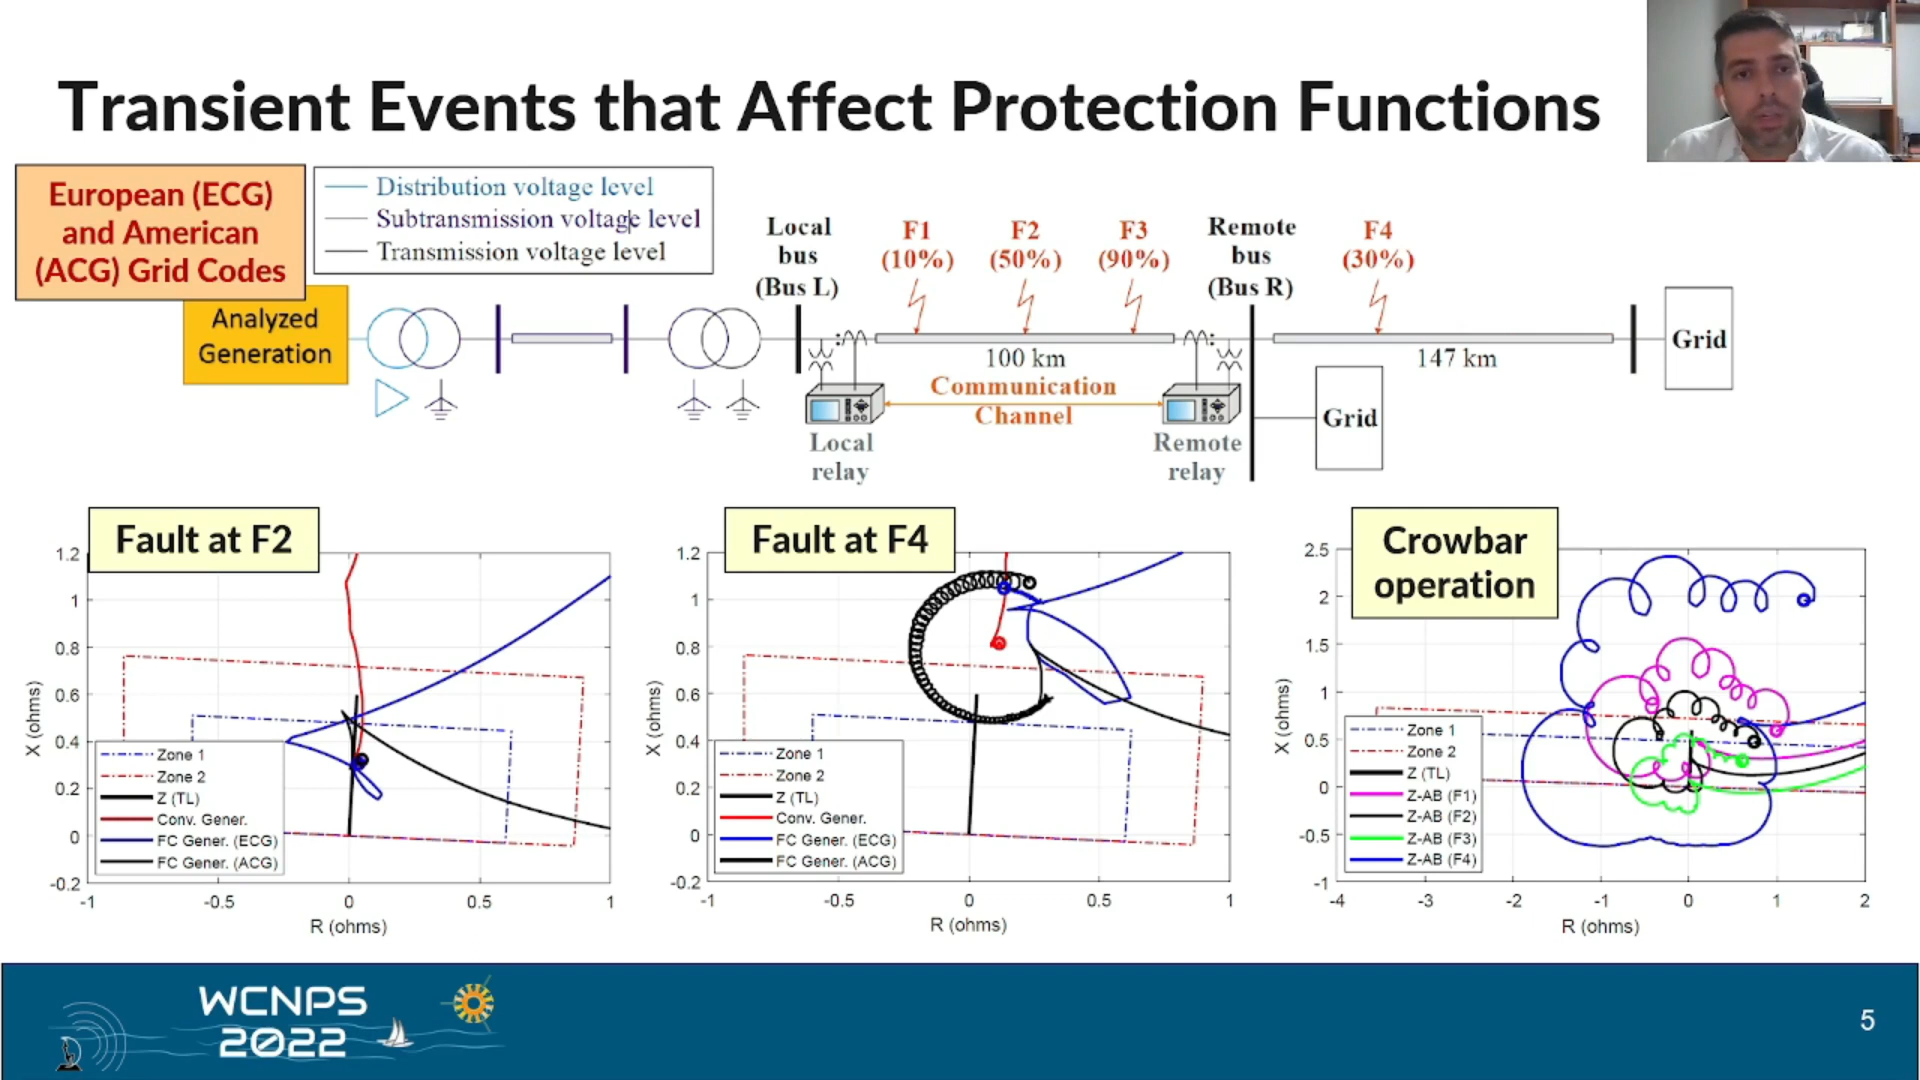 Transient Events that Affect Protection Functions
European (ECG)
and American
(ACG) Grid Codes
Distribution voltage level
Subtransmission voltage level
Transmission voltage level
Analyzed
Generation
Local
bus
(Bus L)
F1
(10%)
F2
(50%)
F3
(90%)
Remote
bus
(Bus R)
F4
(30%)
100 km
147 km
Grid
Grid
Communication
Channel
Local
relay
Remote
relay
Fault at F2
1.2
1
0.8
0.6
0.4
0.2
0
-0.2
X (ohms)
Zone 1
Zone 2
Z (TL)
Conv. Gener.
FC Gener. (ECG)
FC Gener. (ACG)
-1
-0.5
0
0.5
1
R (ohms)
Fault at F4
1.2
1
0.8
0.6
0.4
0.2
0
-0.2
X (ohms)
Zone 1
Zone 2
Z (TL)
Conv. Gener.
FC Gener. (ECG)
FC Gener. (ACG)
-1
-0.5
0
0.5
1
R (ohms)
Crowbar
operation
2.5
2
1.5
1
0.5
0
-0.5
-1
X (ohms)
Zone 1
Zone 2
Z (TL)
Z-AB (F1)
Z-AB (F2)
Z-AB (F3)
Z-AB (F4)
-4
-3
-2
-1
0
1
2
R (ohms)
WCNPS
2022
5